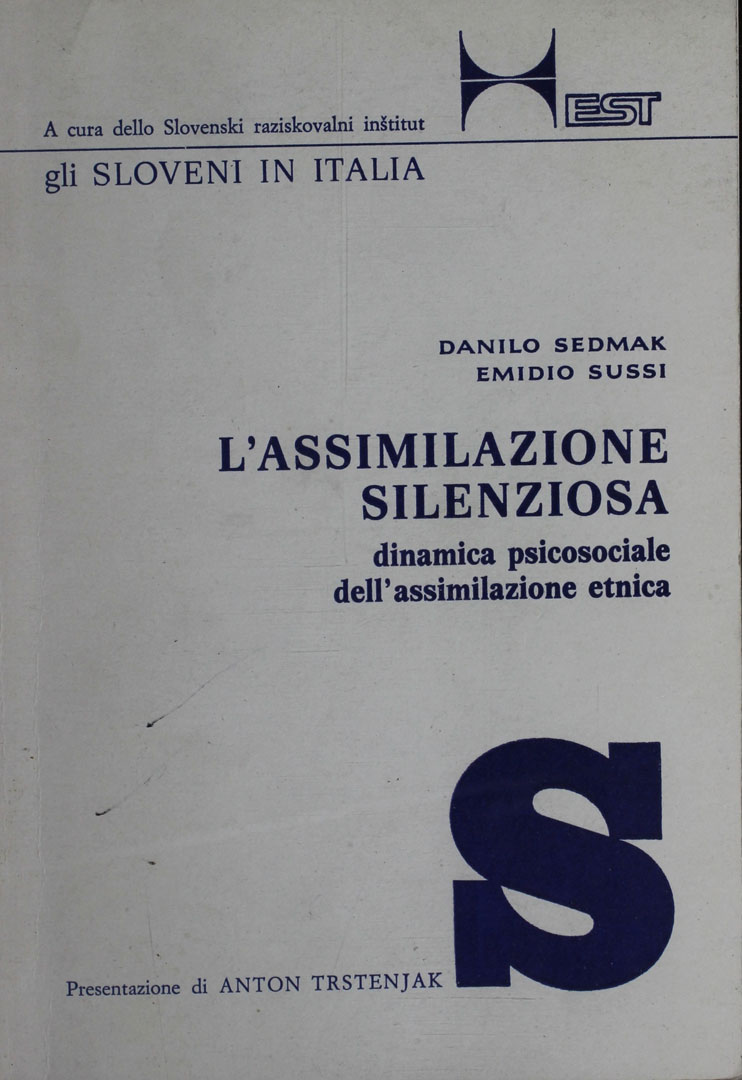 A cura dello Slovenski raziskovalni inštitut
EST
gli SLOVENI IN ITALIA
DANILO SEDMAK
EMIDIO SUSSI
L'ASSIMILAZIONE
SILENZIOSA
dinamica psicosociale
dell'assimilazione etnica
S
Presentazione di ANTON TRSTENJAK